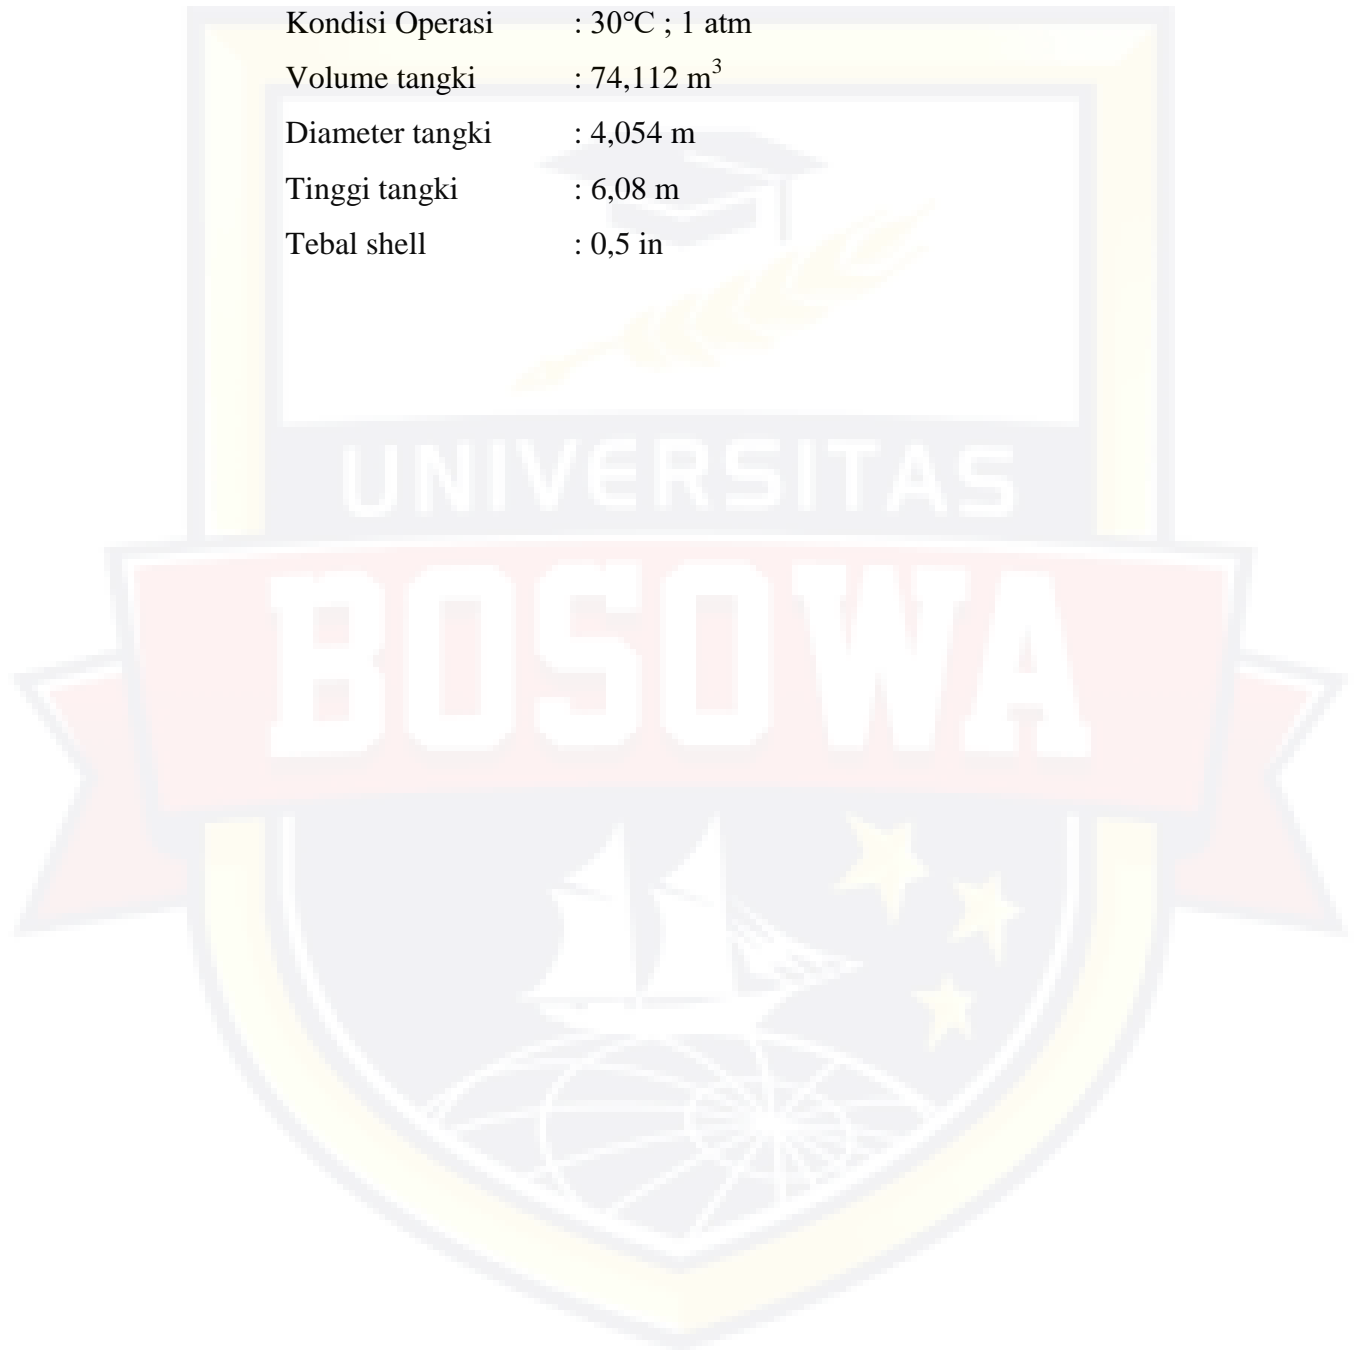 Kondisi Operasi : 30°C ; 1 atm
Volume tangki : 74,112 m³
Diameter tangki : 4,054 m
Tinggi tangki : 6,08 m
Tebal shell : 0,5 in
UNIVERSITAS
BOSOWA